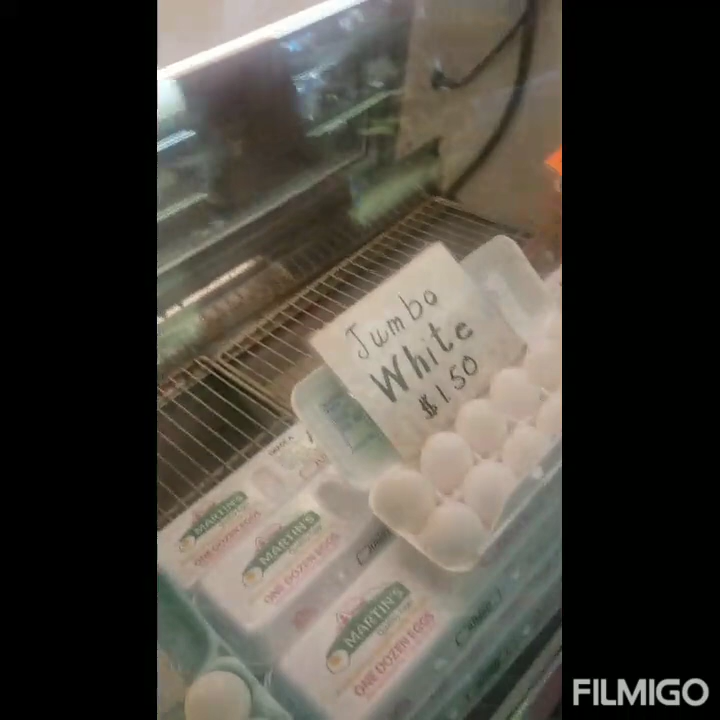 Jumbo
White
$1.50
MARTIN'S
ONE DOZEN EGGS
MARTIN'S
ONE DOZEN EGGS
MARTIN'S
ONE DOZEN EGGS
FILMIGO